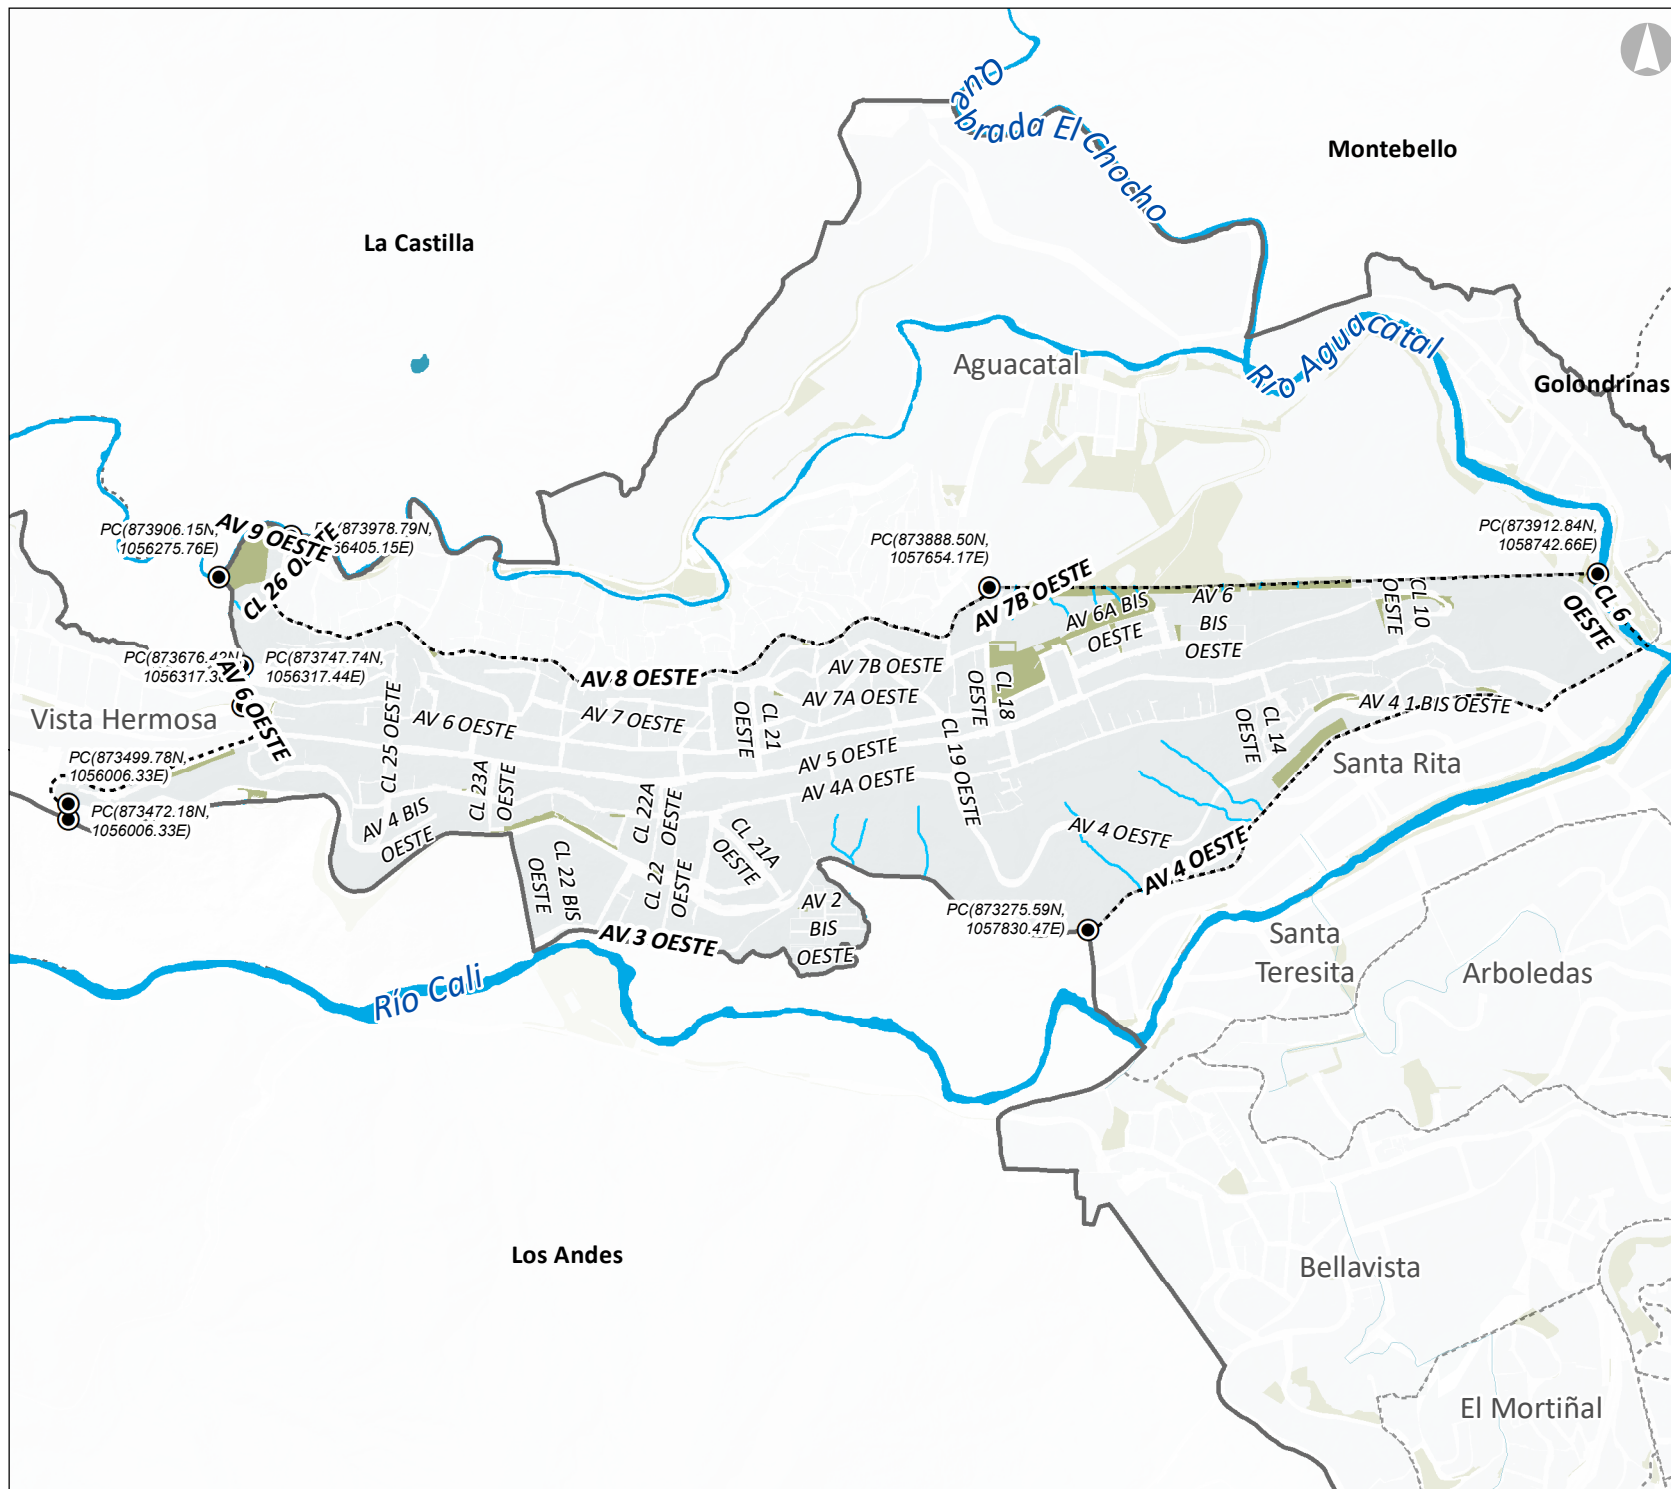 Quebrada El Chocho
Montebello
La Castilla
Aguacatal
Río Aguacatal
Golondrinas
PC(873906.15N,
1056275.76E)
AV 9 OESTE
CL 26 OESTE
(873978.79N,
56405.15E)
PC(873888.50N,
1057654.17E)
PC(873912.84N,
1058742.66E)
CL 6
OESTE
AV 7B OESTE
AV 6A BIS
OESTE
AV 6
BIS
OESTE
CL 10
OESTE
PC(873676.42N,
1056317.38
PC(873747.74N,
1056317.44E)
AV 6 OESTE
AV 8 OESTE
AV 7B OESTE
AV 7A OESTE
CL 18
OESTE
Vista Hermosa
CL 25 OESTE
AV 6 OESTE
AV 7 OESTE
CL 21
OESTE
AV 4 1 BIS OESTE
CL 14
OESTE
PC(873499.78N,
1056006.33E)
AV 5 OESTE
AV 4A OESTE
CL 19 OESTE
Santa Rita
PC(873472.18N,
1056006.33E)
CL 23A
OESTE
CL 22A
OESTE
AV 4 BIS
OESTE
CL 21A
OESTE
AV 4 OESTE
AV 4 OESTE
CL 22 BIS
OESTE
CL 22
OESTE
AV 2
BIS
OESTE
PC(873275.59N,
1057830.47E)
AV 3 OESTE
Santa
Teresita
Arboledas
Río Cali
Los Andes
Bellavista
El Mortiñal